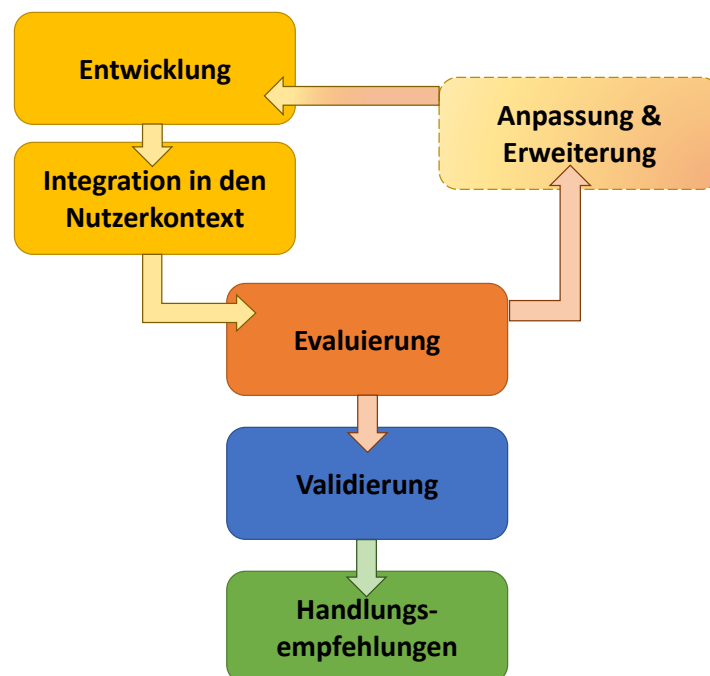 Entwicklung
Anpassung &
Erweiterung
Integration in den
Nutzerkontext
Evaluierung
Validierung
Handlungs-
empfehlungen